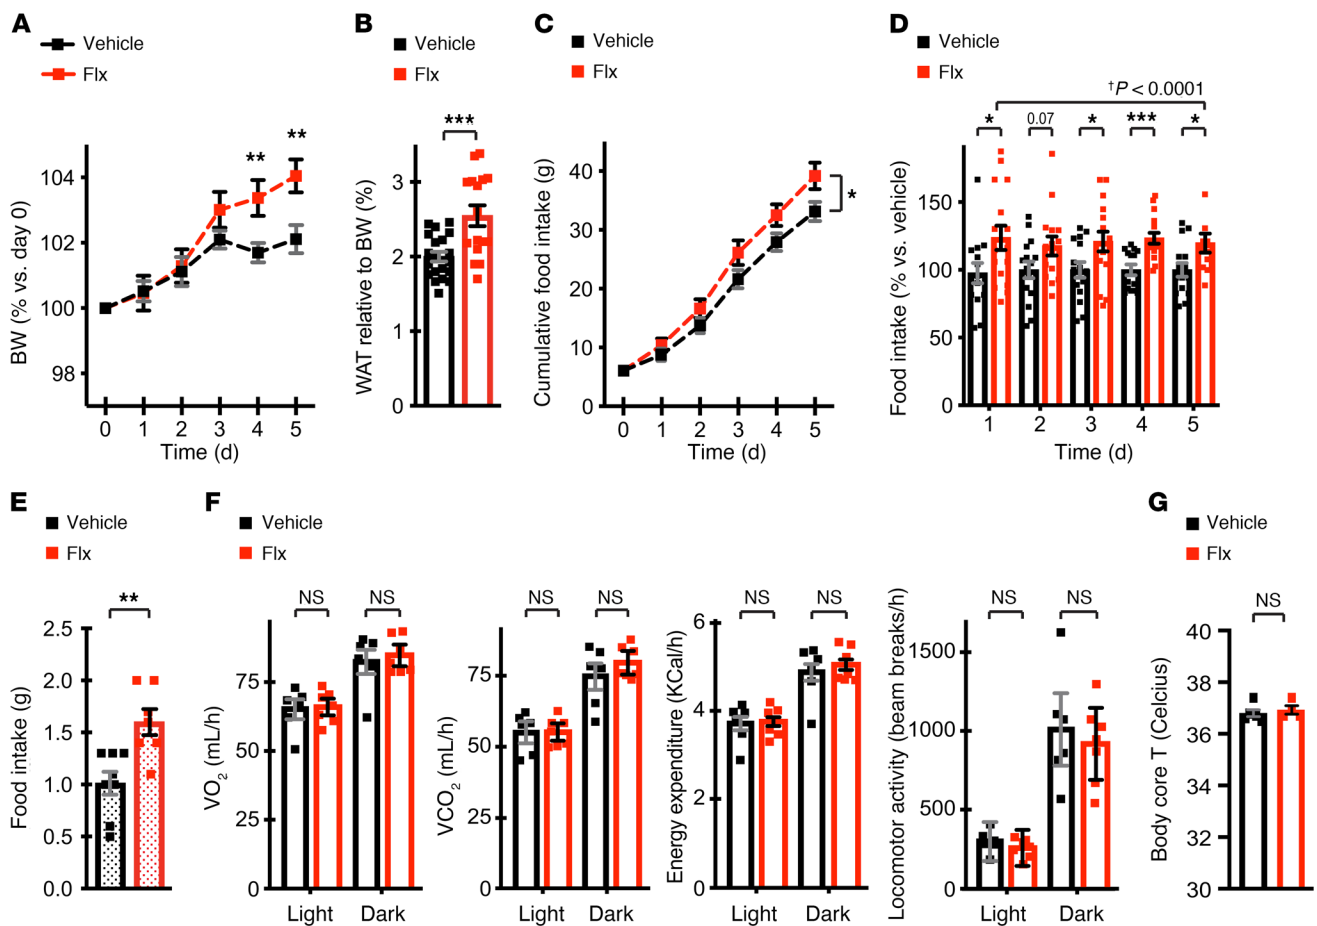 A
Vehicle
Flx
BW (% vs. day 0)
104
102
100
98
** **
0 1 2 3 4 5
Time (d)
B
Vehicle
Flx
***
WAT relative to BW (%)
3
2
1
0
C
Vehicle
Flx
Cumulative food intake (g)
40
30
20
10
0
*
0 1 2 3 4 5
Time (d)
D
Vehicle
Flx
†P < 0.0001
* 0.07 * *** *
Food intake (% vs. vehicle)
150
100
50
0
1 2 3 4 5
Time (d)
E
Vehicle
Flx
**
Food intake (g)
2.5
2.0
1.5
1.0
0.5
0.0
F
Vehicle
Flx
NS NS
VO2 (mL/h)
75
50
25
0
Light Dark
NS NS
VCO2 (mL/h)
75
50
25
0
Light Dark
NS NS
Energy expenditure (KCal/h)
6
4
2
0
Light Dark
NS NS
Locomotor activity (beam breaks/h)
1500
1000
500
0
Light Dark
G
Vehicle
Flx
NS
Body core T (Celcius)
40
38
36
34
32
30